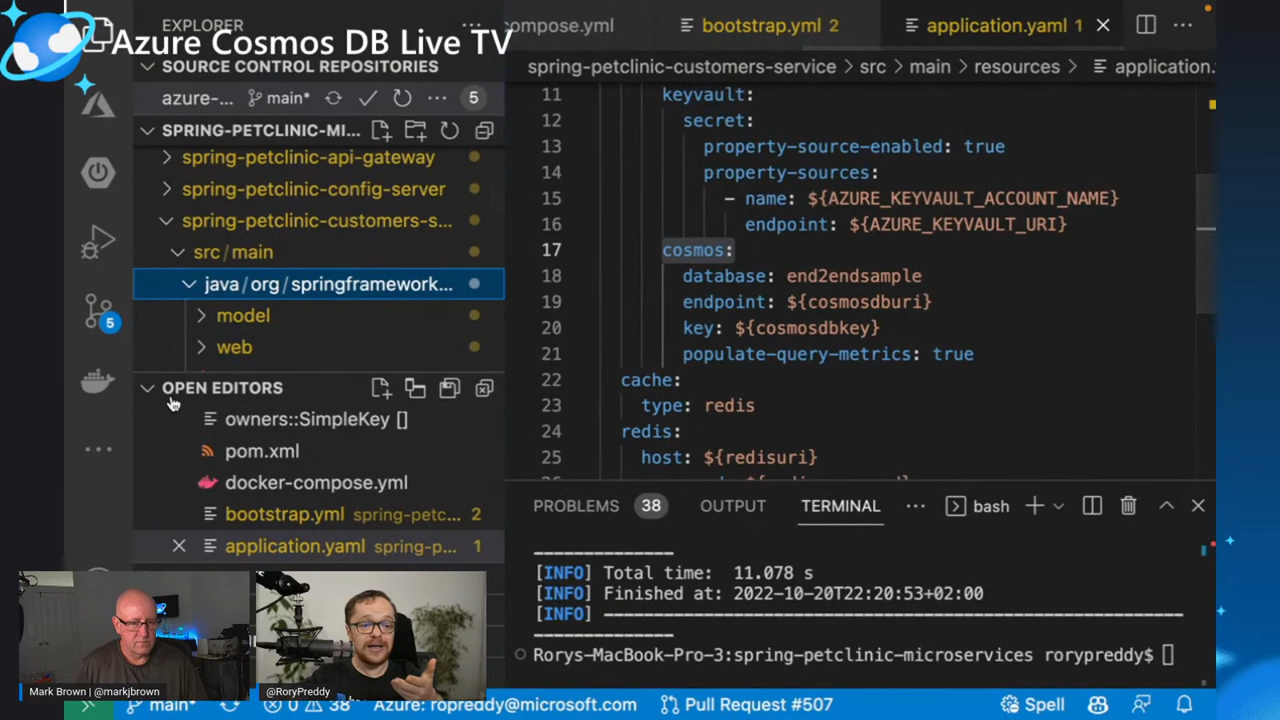 Azure Cosmos DB Live TV
EXPLORER
SOURCE CONTROL REPOSITORIES
azure-... main* 5
SPRING-PETCLINIC-MI...
spring-petclinic-api-gateway
spring-petclinic-config-server
spring-petclinic-customers-s...
src / main
java / org / springframework...
model
web
OPEN EDITORS
owners::SimpleKey []
pom.xml
docker-compose.yml
bootstrap.yml spring-petc... 2
application.yaml spring-p... 1
5
compose.yml
bootstrap.yml 2
application.yaml 1
spring-petclinic-customers-service > src > main > resources > application.
11 keyvault:
12 secret:
13 property-source-enabled: true
14 property-sources:
15 - name: ${AZURE_KEYVAULT_ACCOUNT_NAME}
16 endpoint: ${AZURE_KEYVAULT_URI}
17 cosmos:
18 database: end2endsample
19 endpoint: ${cosmosdburi}
20 key: ${cosmosdbkey}
21 populate-query-metrics: true
22 cache:
23 type: redis
24 redis:
25 host: ${redisuri}
PROBLEMS 38 OUTPUT TERMINAL ... bash
[INFO] Total time: 11.078 s
[INFO] Finished at: 2022-10-20T22:20:53+02:00
[INFO] ------------------------------------------------------------------------
Rorys-MacBook-Pro-3:spring-petclinic-microservices rorypreddy$
Mark Brown | @markjbrown
@RoryPreddy
main* 0 38 Azure: ropreddy@microsoft.com Pull Request #507 Spell